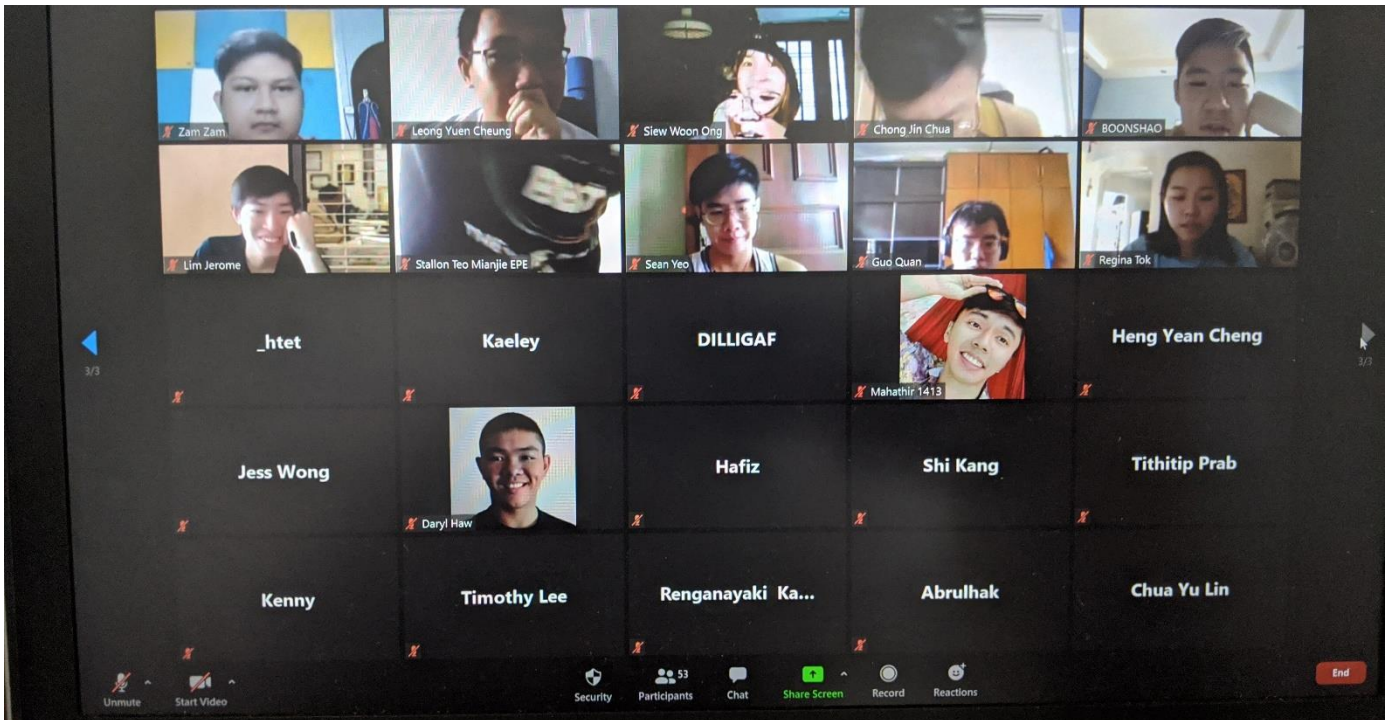 Zam Zam
Leong Yuen Cheung
Siew Woon Ong
Chong Jin Chua
BOONSHAO
Lim Jerome
Stallon Teo Mianjie EPE
Sean Yeo
Guo Quan
Regina Tok
_htet
Kaeley
DILLIGAF
Mahathir 1413
Heng Yean Cheng
3/3
3/3
Jess Wong
Daryl Haw
Hafiz
Shi Kang
Tithitip Prab
Kenny
Timothy Lee
Renganayaki Ka...
Abrulhak
Chua Yu Lin
Unmute
Start Video
Security
Participants
53
Chat
Share Screen
Record
Reactions
End